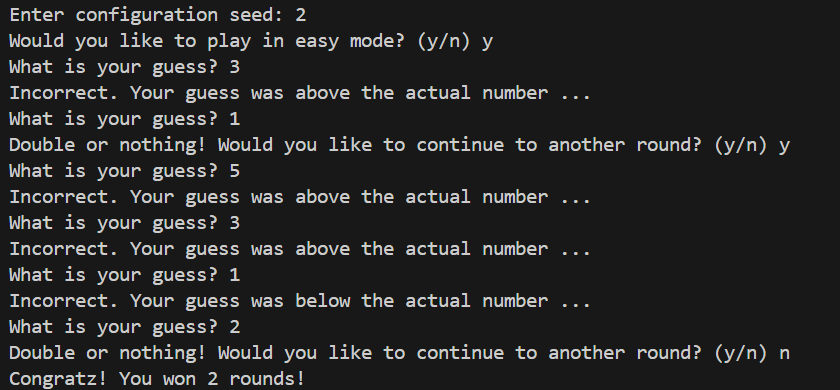 Enter configuration seed: 2
Would you like to play in easy mode? (y/n) y
What is your guess? 3
Incorrect. Your guess was above the actual number ...
What is your guess? 1
Double or nothing! Would you like to continue to another round? (y/n) y
What is your guess? 5
Incorrect. Your guess was above the actual number ...
What is your guess? 3
Incorrect. Your guess was above the actual number ...
What is your guess? 1
Incorrect. Your guess was below the actual number ...
What is your guess? 2
Double or nothing! Would you like to continue to another round? (y/n) n
Congratz! You won 2 rounds!